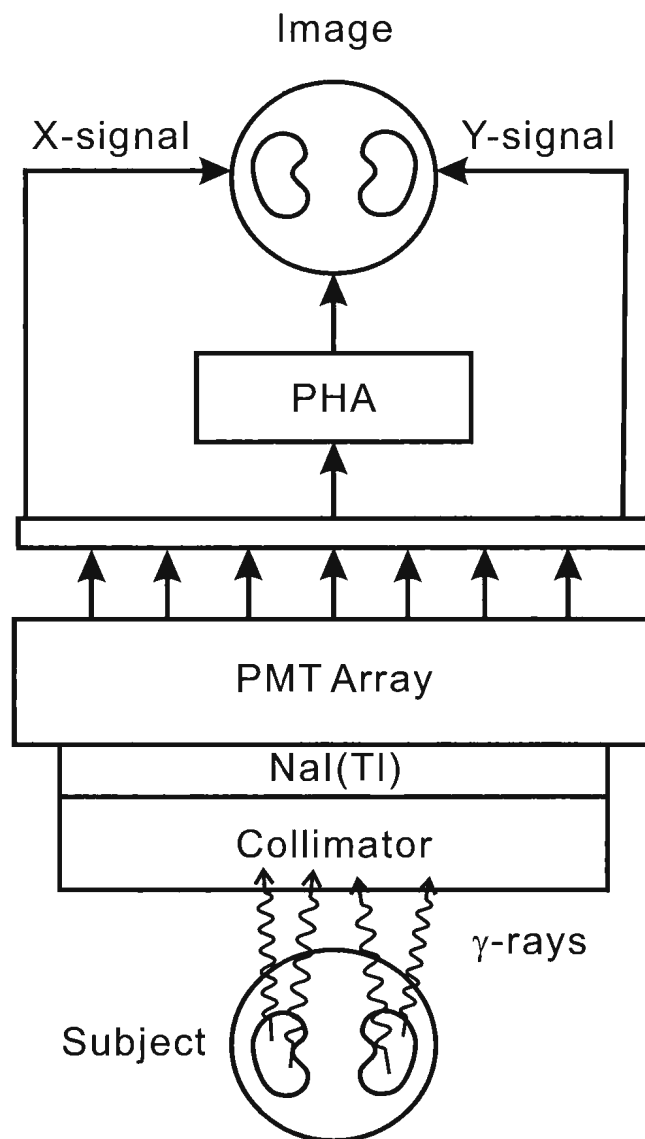 Image
X-signal
Y-signal
PHA
PMT Array
NaI(Tl)
Collimator
γ-rays
Subject